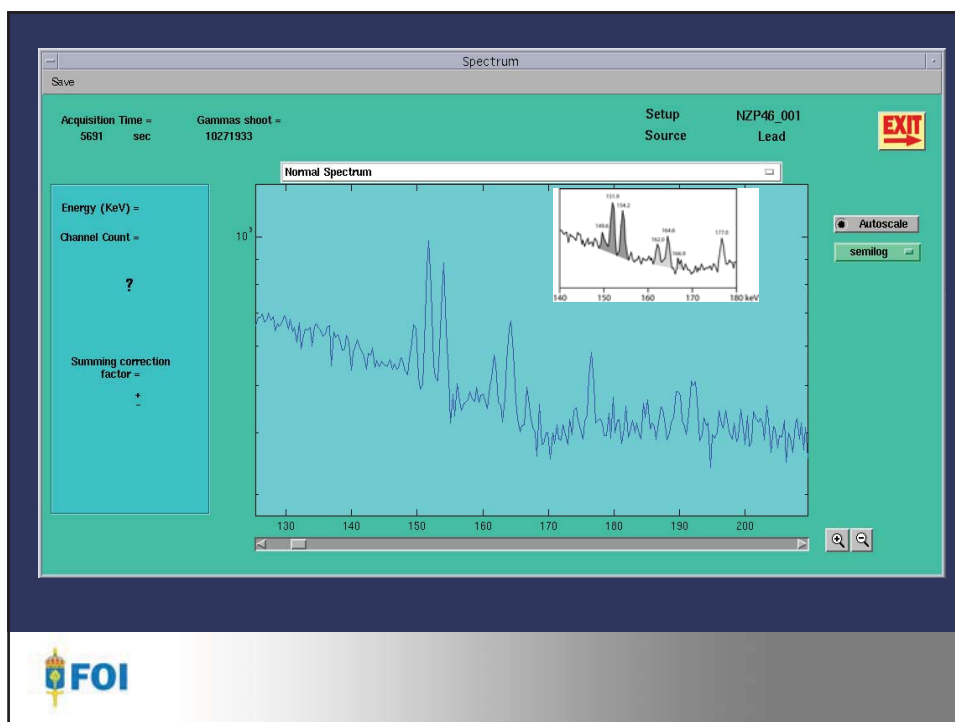 Spectrum
Save
Acquisition Time =
5691 sec
Gammas shoot =
10271933
Setup NZP46_001
Source Lead
EXIT
Normal Spectrum
Energy (KeV) =
Channel Count =
?
Summing correction
factor =
+
-
10³
151.9
154.2
149.6
162.0
164.6
166.9
177.0
140 150 160 170 180 keV
Autoscale
semilog
130 140 150 160 170 180 190 200
FOI